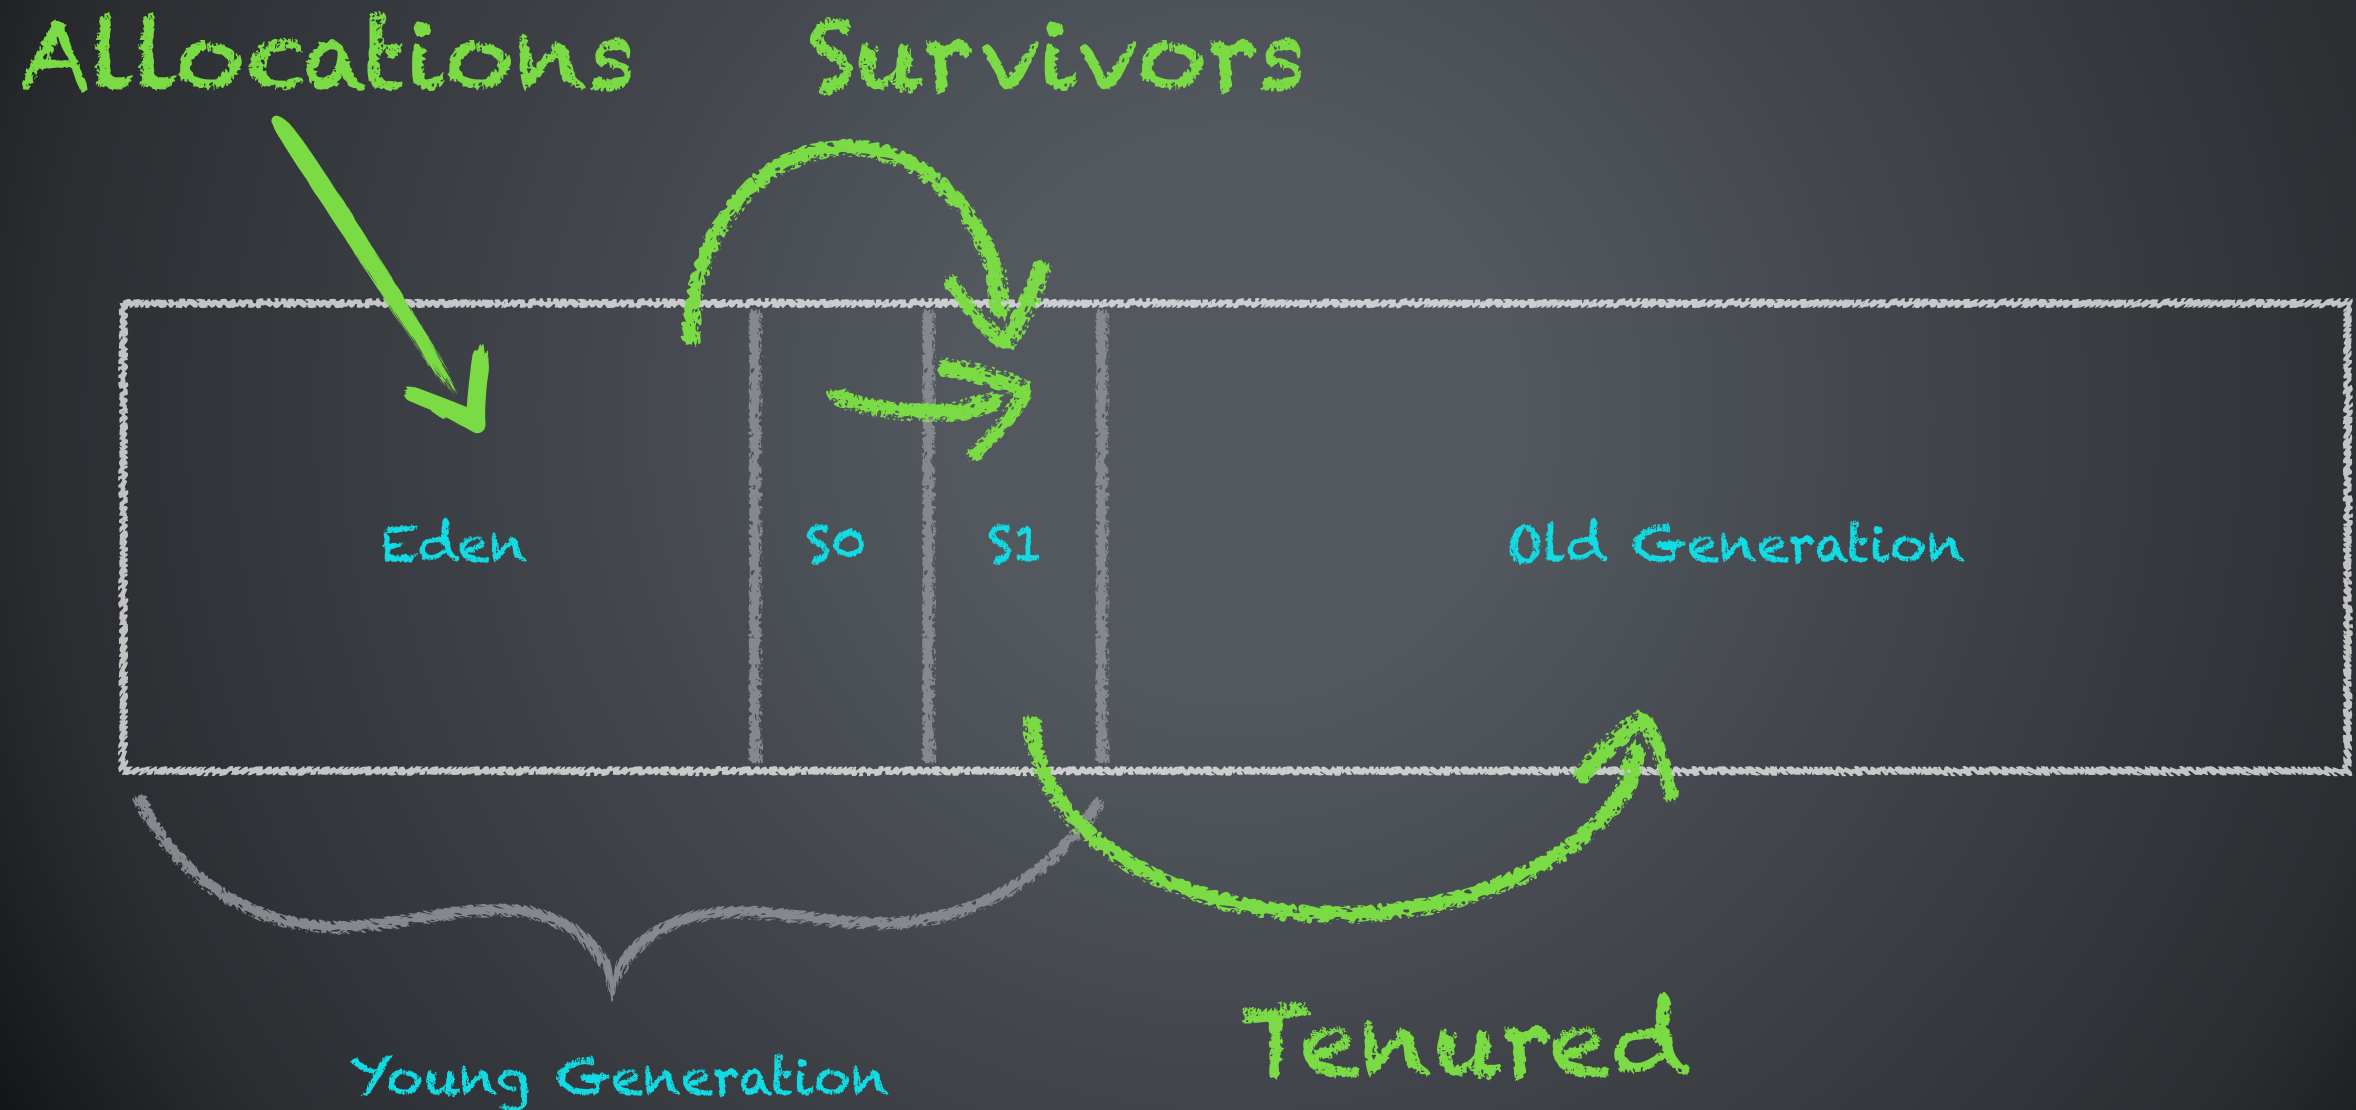 Allocations
Survivors
Eden
S0
S1
Old Generation
Tenured
Young Generation